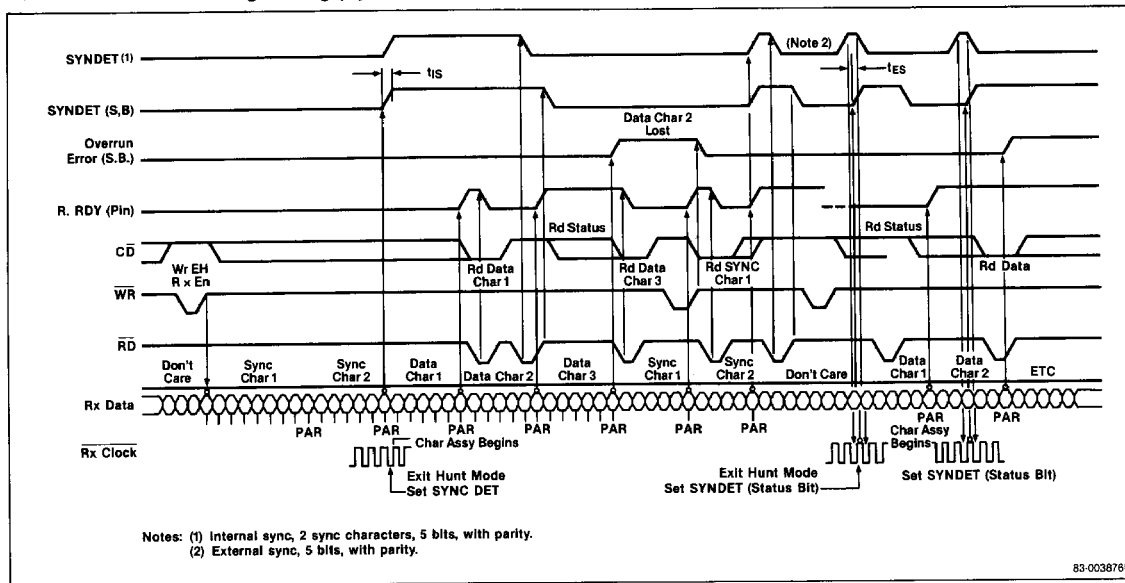 SYNDET (1)
(Note 2)
tIS
tES
SYNDET (S,B)
Data Char 2
Lost
Overrun
Error (S.B.)
R. RDY (Pin)
Rd Status
Rd Status
CD
Wr EH
R x En
Rd Data
Char 1
Rd Data
Char 3
Rd SYNC
Char 1
Rd Data
WR
RD
Don't
Care
Sync
Char 1
Sync
Char 2
Data
Char 1
Data
Char 2
Data
Char 3
Sync
Char 1
Sync
Char 2
Don't Care
Data
Char 1
Data
Char 2
ETC
Rx Data
PAR PAR PAR PAR PAR PAR PAR PAR PAR
Rx Clock
Char Assy Begins
Exit Hunt Mode
Set SYNC DET
Char Assy
Begins
Exit Hunt Mode
Set SYNDET (Status Bit)
Set SYNDET (Status Bit)
Notes: (1) Internal sync, 2 sync characters, 5 bits, with parity.
(2) External sync, 5 bits, with parity.